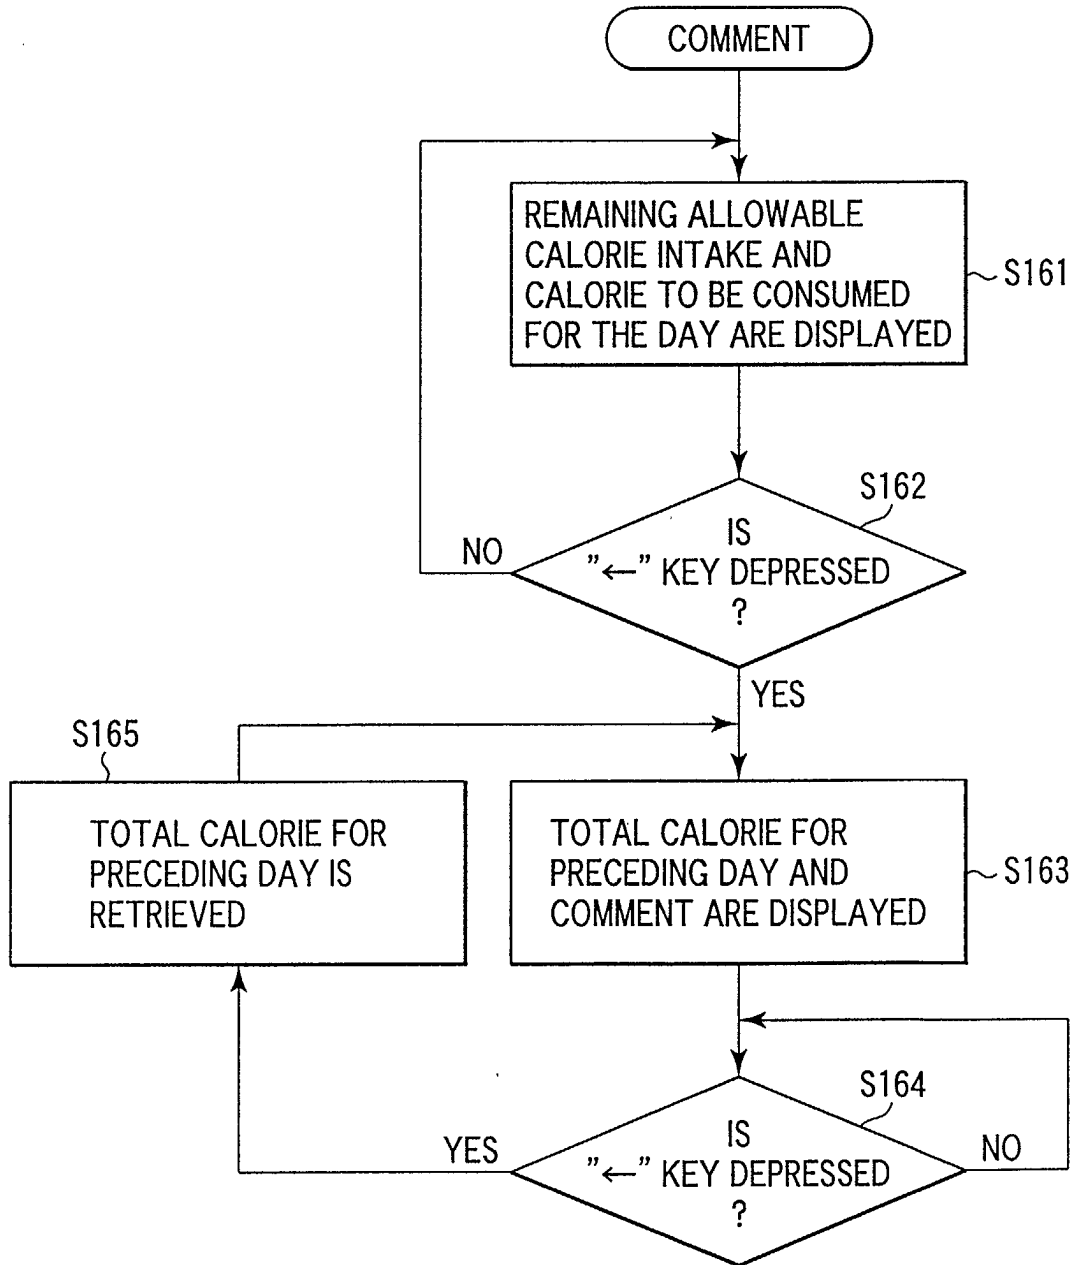 COMMENT
REMAINING ALLOWABLE
CALORIE INTAKE AND
CALORIE TO BE CONSUMED
FOR THE DAY ARE DISPLAYED
S161
S162
IS
"←" KEY DEPRESSED
?
NO
YES
S165
TOTAL CALORIE FOR
PRECEDING DAY IS
RETRIEVED
TOTAL CALORIE FOR
PRECEDING DAY AND
COMMENT ARE DISPLAYED
S163
S164
IS
"←" KEY DEPRESSED
?
YES
NO